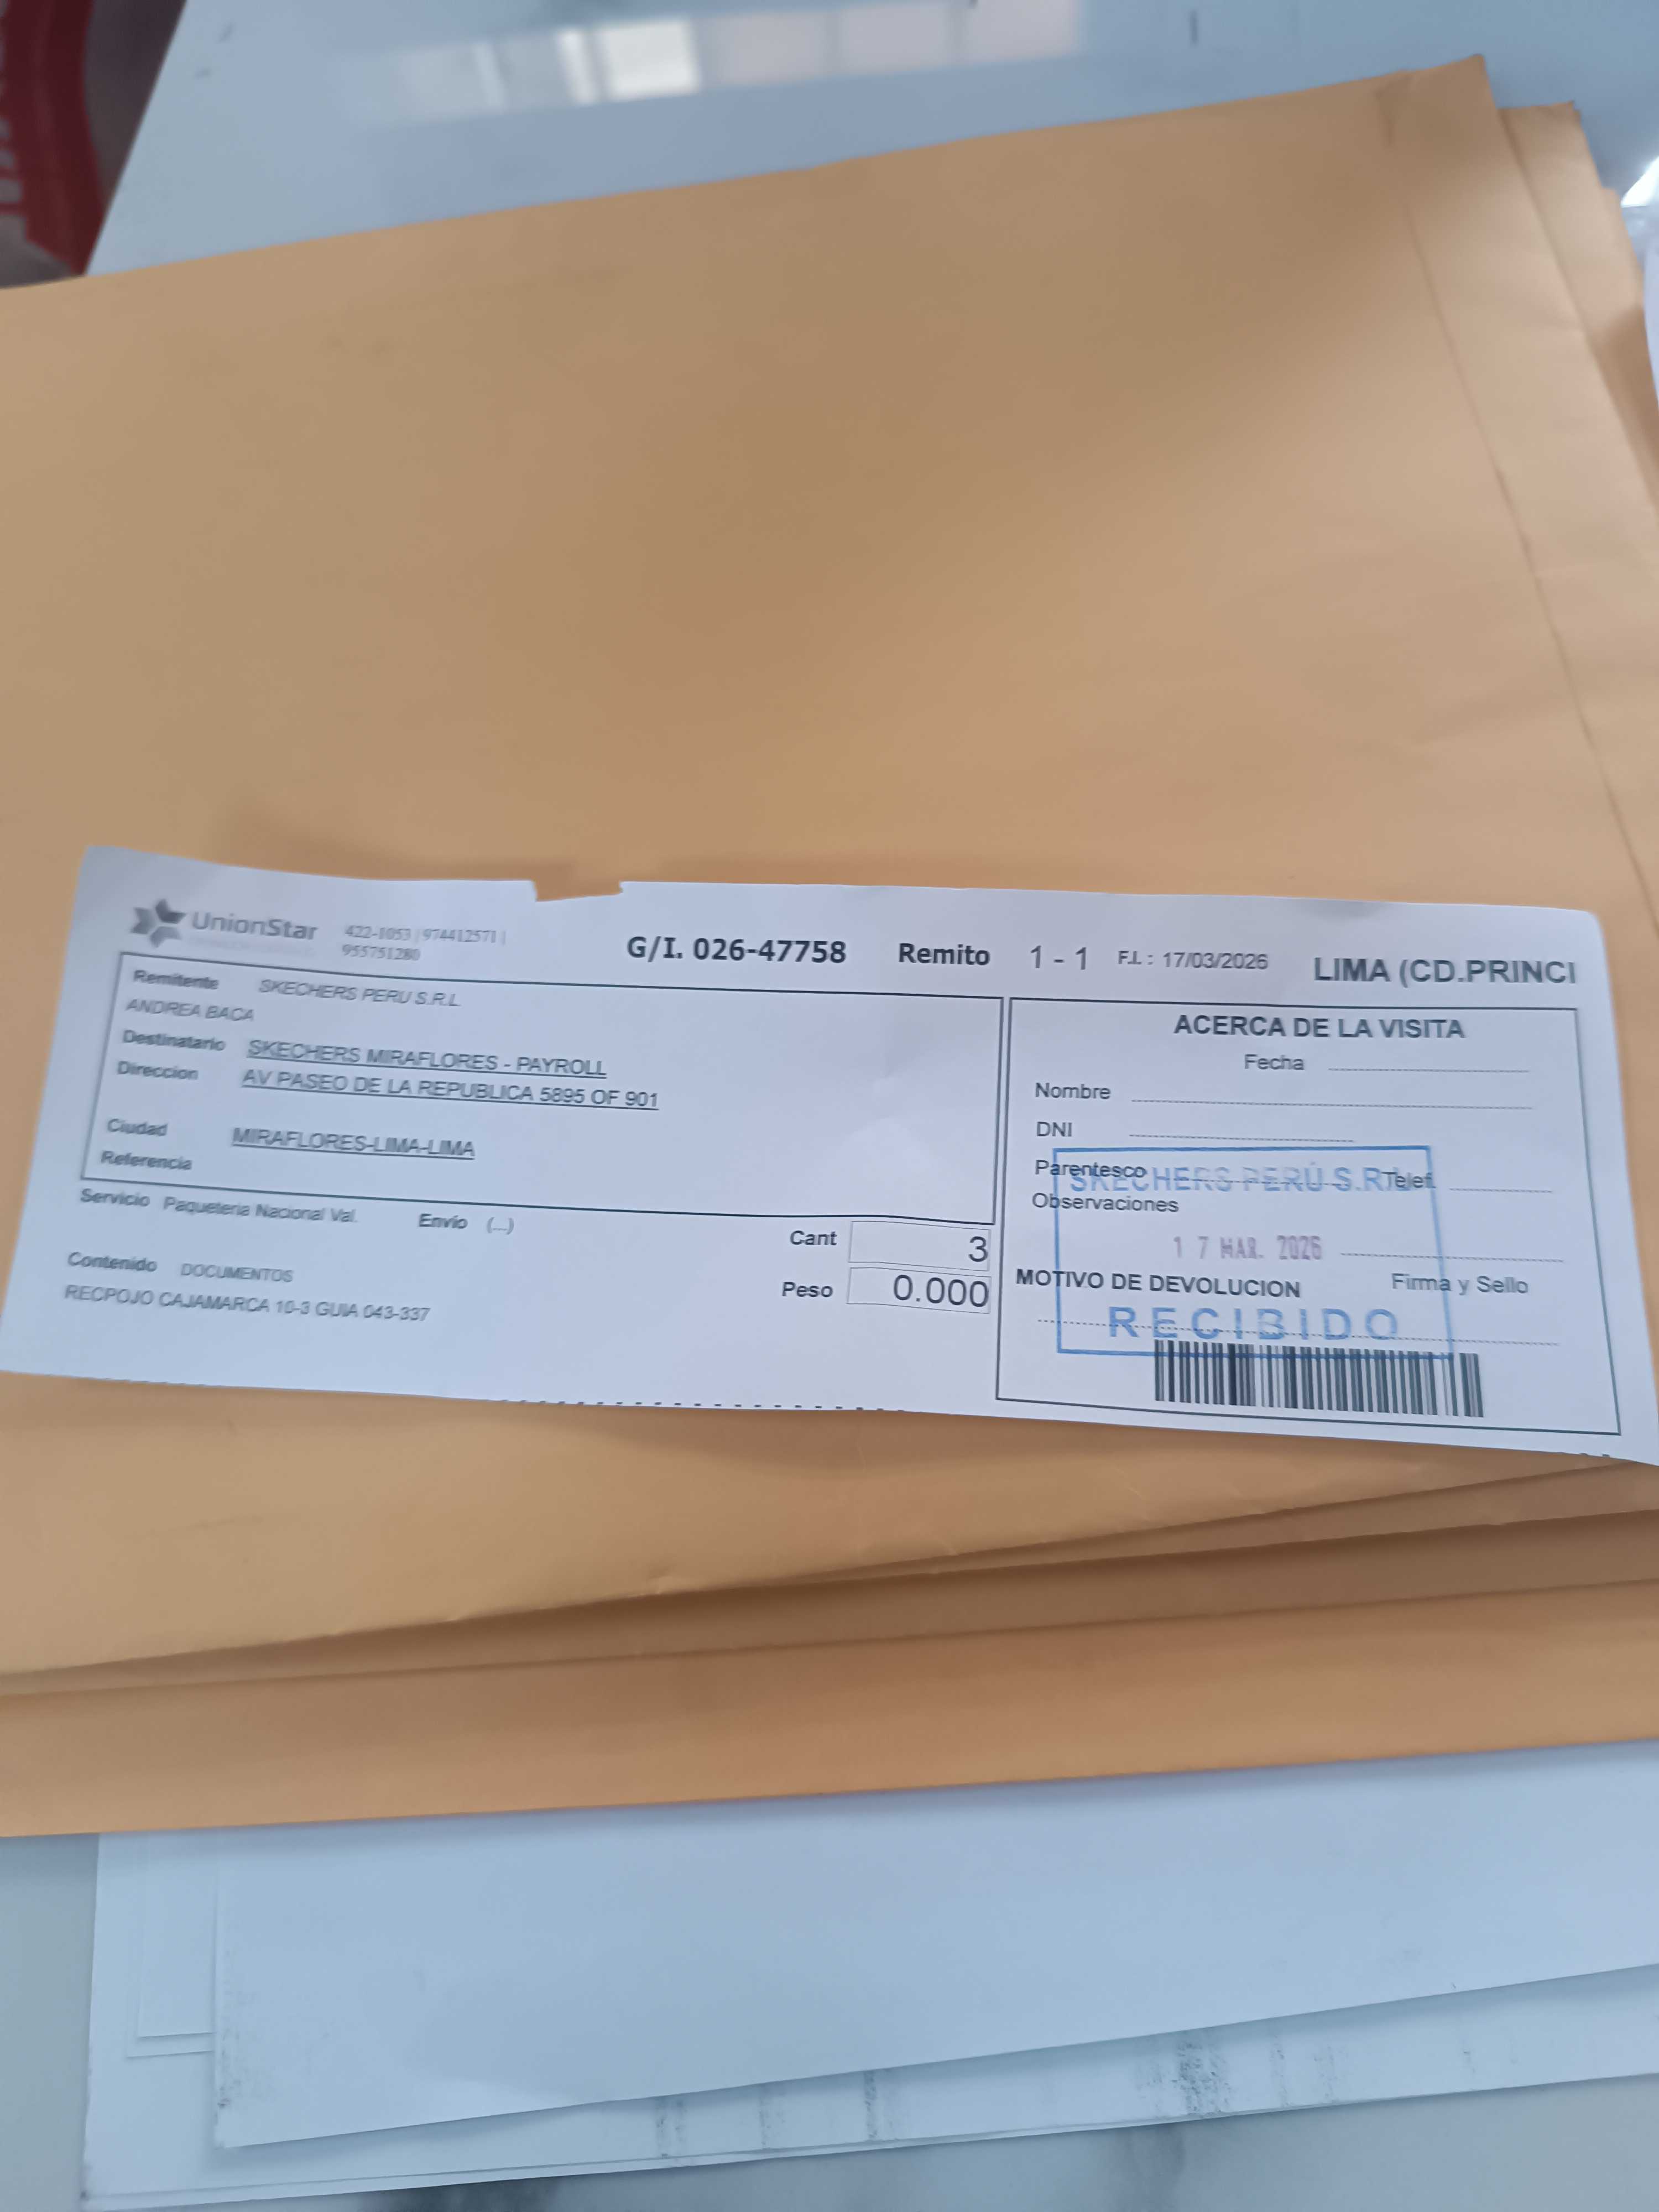 UnionStar 422-1053 | 974412571 |
955751280
G/I. 026-47758 Remito 1 - 1 F.I. : 17/03/2026 LIMA (CD.PRINCI
Remitente SKECHERS PERU S.R.L
ANDREA BACA
Destinatario SKECHERS MIRAFLORES - PAYROLL
Direccion AV PASEO DE LA REPUBLICA 5895 OF 901
Ciudad MIRAFLORES-LIMA-LIMA
Referencia
Servicio Paqueteria Nacional Val. Envío (...)
Cant 3
Peso 0.000
Contenido DOCUMENTOS
RECPOJO CAJAMARCA 10-3 GUIA 043-337
ACERCA DE LA VISITA
Fecha
Nombre
DNI
Parentesco Telef.
SKECHERS PERÚ S.R.L
Observaciones
17 MAR. 2026
MOTIVO DE DEVOLUCION Firma y Sello
RECIBIDO